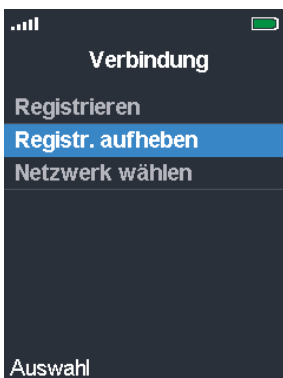 Verbindung
Registrieren
Registr. aufheben
Netzwerk wählen
Auswahl